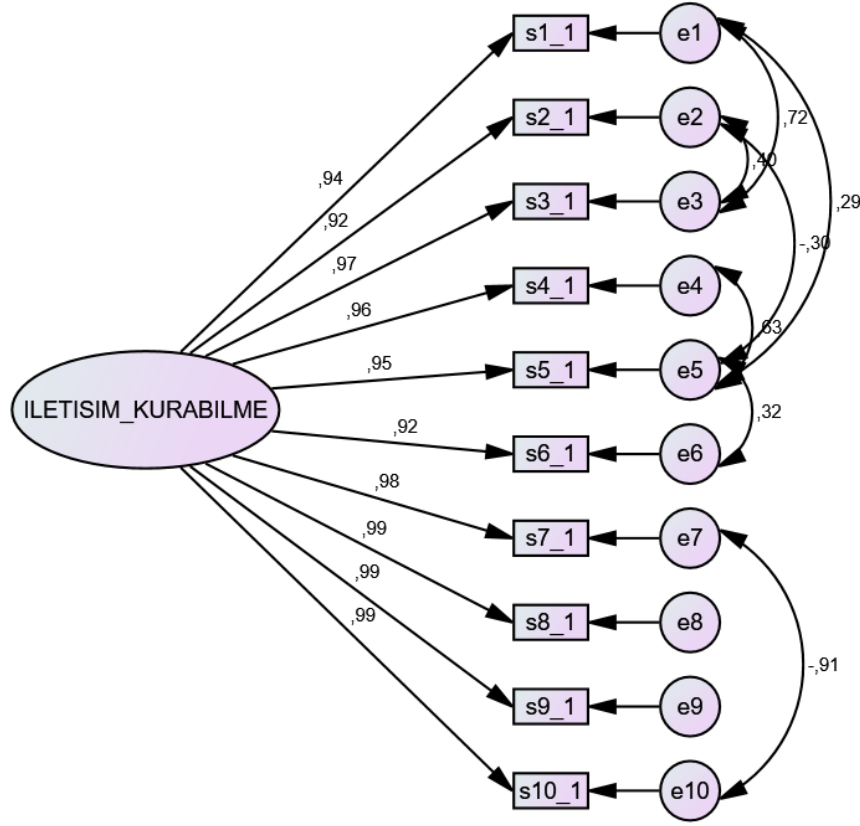 s1_1
e1
,94
,72
s2_1
e2
,92
,40
s3_1
e3
,97
,29
-,30
s4_1
e4
,96
,63
s5_1
e5
,95
ILETISIM_KURABILME
,32
s6_1
e6
,92
s7_1
e7
,98
s8_1
e8
,99
s9_1
e9
,99
-,91
s10_1
e10
,99